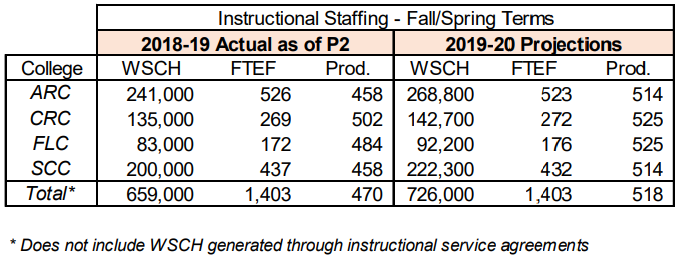 Instructional Staffing - Fall/Spring Terms
2018-19 Actual as of P2 2019-20 Projections
College WSCH FTEF Prod. WSCH FTEF Prod.
ARC 241,000 526 458 268,800 523 514
CRC 135,000 269 502 142,700 272 525
FLC 83,000 172 484 92,200 176 525
SCC 200,000 437 458 222,300 432 514
Total* 659,000 1,403 470 726,000 1,403 518
* Does not include WSCH generated through instructional service agreements